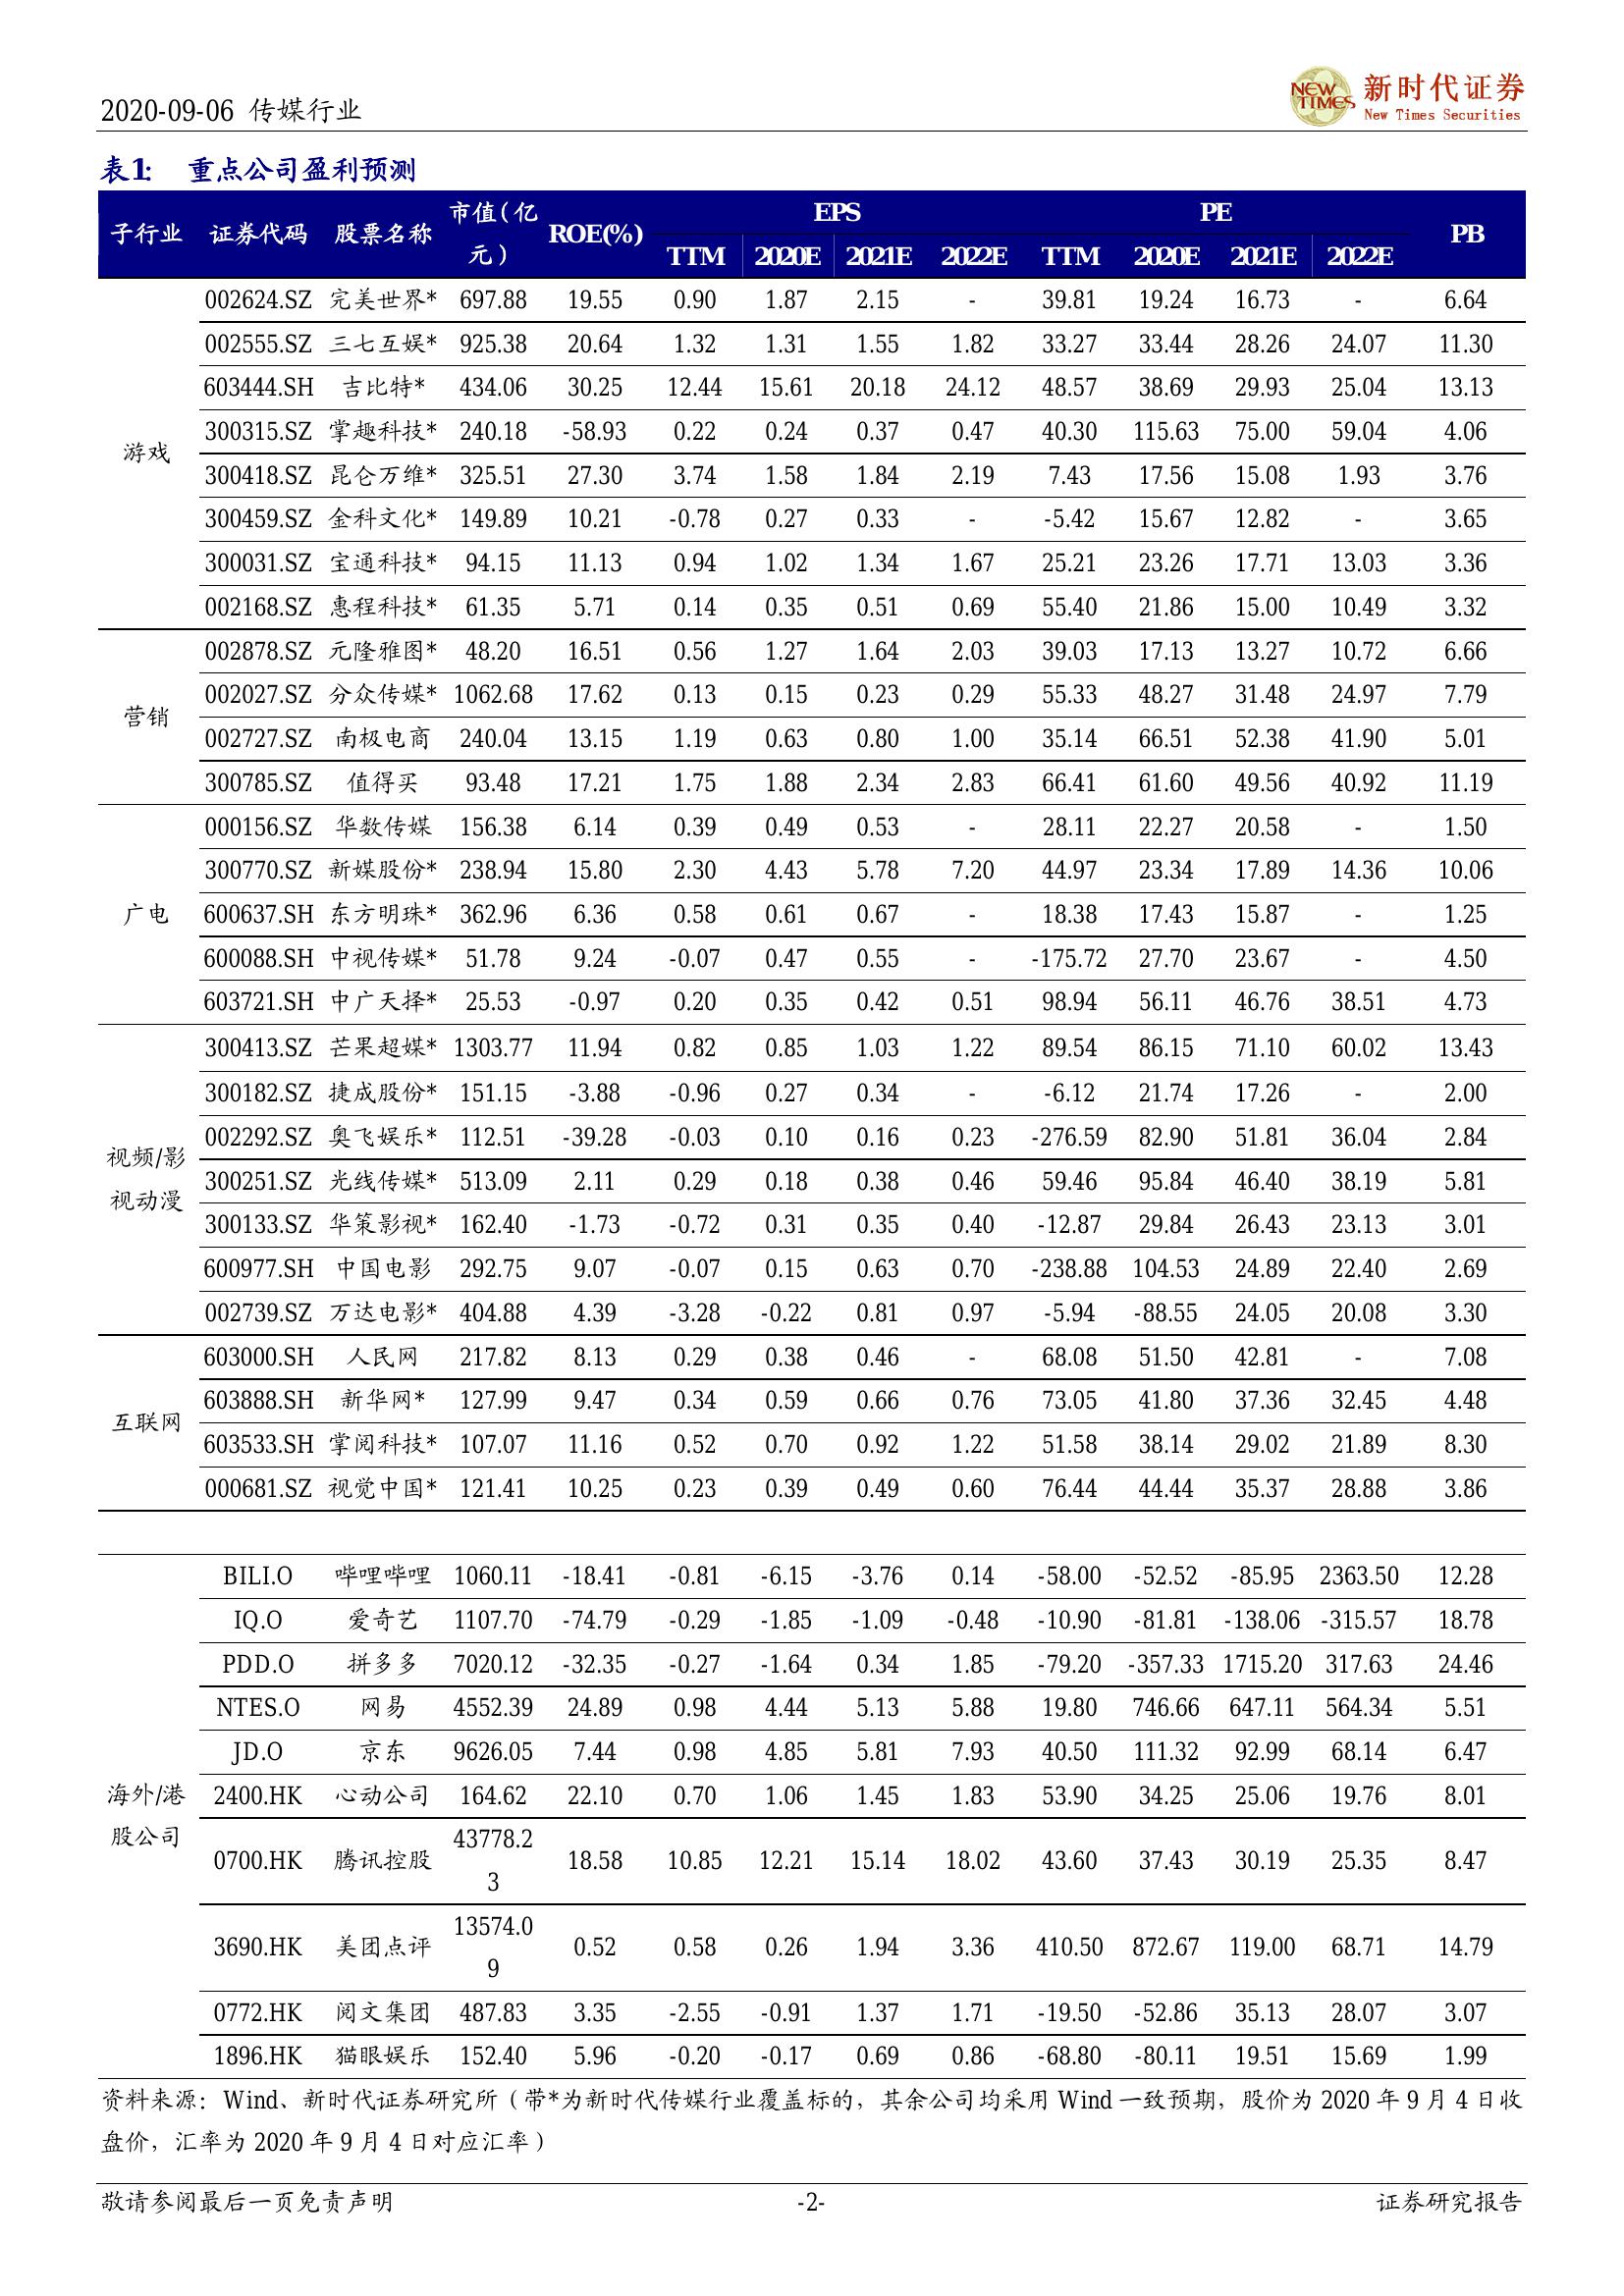 2020-09-06 传媒行业
NEW TIMES 新时代证券
New Times Securities
表1: 重点公司盈利预测
子行业 证券代码 股票名称 市值(亿元) ROE(%) EPS PE PB
TTM 2020E 2021E 2022E TTM 2020E 2021E 2022E
游戏
002624.SZ 完美世界* 697.88 19.55 0.90 1.87 2.15 - 39.81 19.24 16.73 - 6.64
002555.SZ 三七互娱* 925.38 20.64 1.32 1.31 1.55 1.82 33.27 33.44 28.26 24.07 11.30
603444.SH 吉比特* 434.06 30.25 12.44 15.61 20.18 24.12 48.57 38.69 29.93 25.04 13.13
300315.SZ 掌趣科技* 240.18 -58.93 0.22 0.24 0.37 0.47 40.30 115.63 75.00 59.04 4.06
300418.SZ 昆仑万维* 325.51 27.30 3.74 1.58 1.84 2.19 7.43 17.56 15.08 1.93 3.76
300459.SZ 金科文化* 149.89 10.21 -0.78 0.27 0.33 - -5.42 15.67 12.82 - 3.65
300031.SZ 宝通科技* 94.15 11.13 0.94 1.02 1.34 1.67 25.21 23.26 17.71 13.03 3.36
002168.SZ 惠程科技* 61.35 5.71 0.14 0.35 0.51 0.69 55.40 21.86 15.00 10.49 3.32
营销
002878.SZ 元隆雅图* 48.20 16.51 0.56 1.27 1.64 2.03 39.03 17.13 13.27 10.72 6.66
002027.SZ 分众传媒* 1062.68 17.62 0.13 0.15 0.23 0.29 55.33 48.27 31.48 24.97 7.79
002727.SZ 南极电商 240.04 13.15 1.19 0.63 0.80 1.00 35.14 66.51 52.38 41.90 5.01
300785.SZ 值得买 93.48 17.21 1.75 1.88 2.34 2.83 66.41 61.60 49.56 40.92 11.19
广电
000156.SZ 华数传媒 156.38 6.14 0.39 0.49 0.53 - 28.11 22.27 20.58 - 1.50
300770.SZ 新媒股份* 238.94 15.80 2.30 4.43 5.78 7.20 44.97 23.34 17.89 14.36 10.06
600637.SH 东方明珠* 362.96 6.36 0.58 0.61 0.67 - 18.38 17.43 15.87 - 1.25
600088.SH 中视传媒* 51.78 9.24 -0.07 0.47 0.55 - -175.72 27.70 23.67 - 4.50
603721.SH 中广天择* 25.53 -0.97 0.20 0.35 0.42 0.51 98.94 56.11 46.76 38.51 4.73
视频/影
视动漫
300413.SZ 芒果超媒* 1303.77 11.94 0.82 0.85 1.03 1.22 89.54 86.15 71.10 60.02 13.43
300182.SZ 捷成股份* 151.15 -3.88 -0.96 0.27 0.34 - -6.12 21.74 17.26 - 2.00
002292.SZ 奥飞娱乐* 112.51 -39.28 -0.03 0.10 0.16 0.23 -276.59 82.90 51.81 36.04 2.84
300251.SZ 光线传媒* 513.09 2.11 0.29 0.18 0.38 0.46 59.46 95.84 46.40 38.19 5.81
300133.SZ 华策影视* 162.40 -1.73 -0.72 0.31 0.35 0.40 -12.87 29.84 26.43 23.13 3.01
600977.SH 中国电影 292.75 9.07 -0.07 0.15 0.63 0.70 -238.88 104.53 24.89 22.40 2.69
002739.SZ 万达电影* 404.88 4.39 -3.28 -0.22 0.81 0.97 -5.94 -88.55 24.05 20.08 3.30
互联网
603000.SH 人民网 217.82 8.13 0.29 0.38 0.46 - 68.08 51.50 42.81 - 7.08
603888.SH 新华网* 127.99 9.47 0.34 0.59 0.66 0.76 73.05 41.80 37.36 32.45 4.48
603533.SH 掌阅科技* 107.07 11.16 0.52 0.70 0.92 1.22 51.58 38.14 29.02 21.89 8.30
000681.SZ 视觉中国* 121.41 10.25 0.23 0.39 0.49 0.60 76.44 44.44 35.37 28.88 3.86
海外/港
股公司
BILI.O 哔哩哔哩 1060.11 -18.41 -0.81 -6.15 -3.76 0.14 -58.00 -52.52 -85.95 2363.50 12.28
IQ.O 爱奇艺 1107.70 -74.79 -0.29 -1.85 -1.09 -0.48 -10.90 -81.81 -138.06 -315.57 18.78
PDD.O 拼多多 7020.12 -32.35 -0.27 -1.64 0.34 1.85 -79.20 -357.33 1715.20 317.63 24.46
NTES.O 网易 4552.39 24.89 0.98 4.44 5.13 5.88 19.80 746.66 647.11 564.34 5.51
JD.O 京东 9626.05 7.44 0.98 4.85 5.81 7.93 40.50 111.32 92.99 68.14 6.47
2400.HK 心动公司 164.62 22.10 0.70 1.06 1.45 1.83 53.90 34.25 25.06 19.76 8.01
0700.HK 腾讯控股 43778.23 18.58 10.85 12.21 15.14 18.02 43.60 37.43 30.19 25.35 8.47
3690.HK 美团点评 13574.09 0.52 0.58 0.26 1.94 3.36 410.50 872.67 119.00 68.71 14.79
0772.HK 阅文集团 487.83 3.35 -2.55 -0.91 1.37 1.71 -19.50 -52.86 35.13 28.07 3.07
1896.HK 猫眼娱乐 152.40 5.96 -0.20 -0.17 0.69 0.86 -68.80 -80.11 19.51 15.69 1.99
资料来源：Wind、新时代证券研究所（带*为新时代传媒行业覆盖标的，其余公司均采用 Wind 一致预期，股价为 2020 年 9 月 4 日收
盘价，汇率为 2020 年 9 月 4 日对应汇率）
敬请参阅最后一页免责声明 -2- 证券研究报告